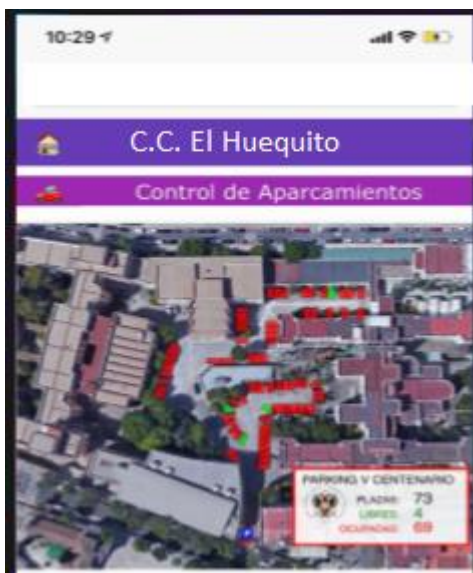 10:29
C.C. El Huequito
Control de Aparcamientos
PARKING V CENTENARIO
PLAZAS: 73
LIBRES: 4
OCUPADAS: 69
P